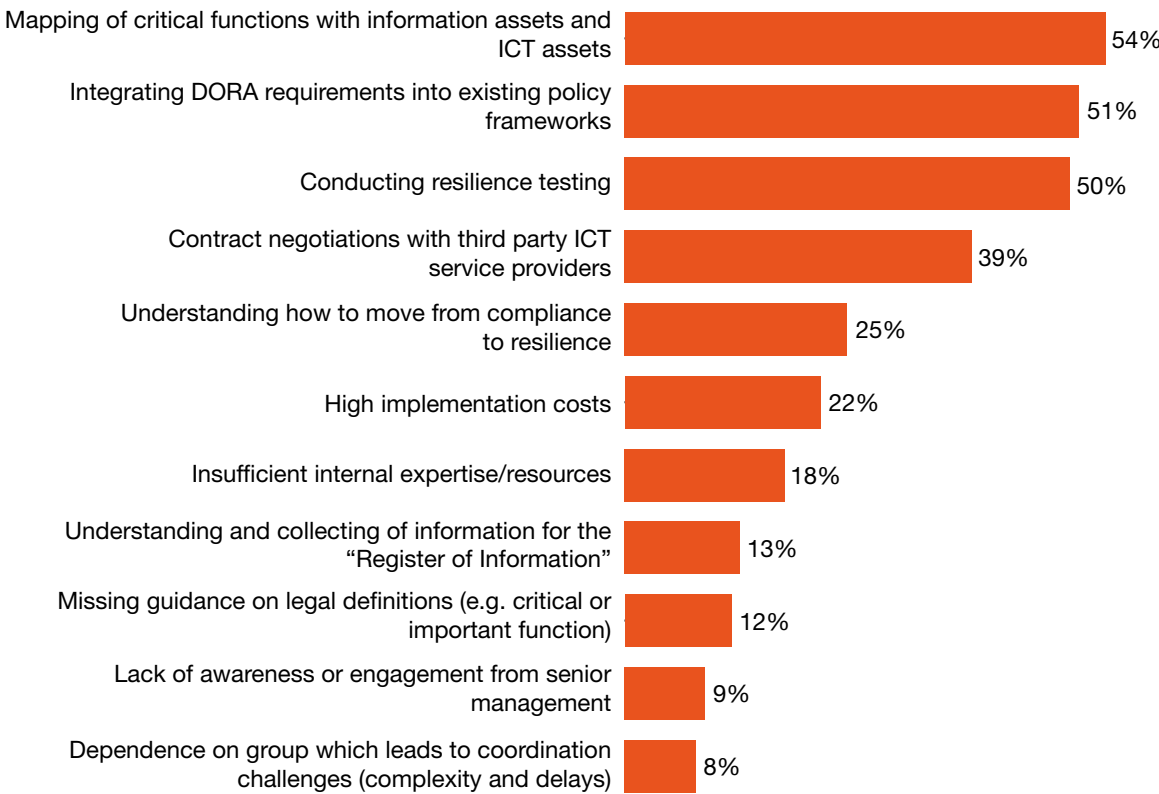 Mapping of critical functions with information assets and
ICT assets
54%
Integrating DORA requirements into existing policy
frameworks
51%
Conducting resilience testing
50%
Contract negotiations with third party ICT
service providers
39%
Understanding how to move from compliance
to resilience
25%
High implementation costs
22%
Insufficient internal expertise/resources
18%
Understanding and collecting of information for the
“Register of Information”
13%
Missing guidance on legal definitions (e.g. critical or
important function)
12%
Lack of awareness or engagement from senior
management
9%
Dependence on group which leads to coordination
challenges (complexity and delays)
8%